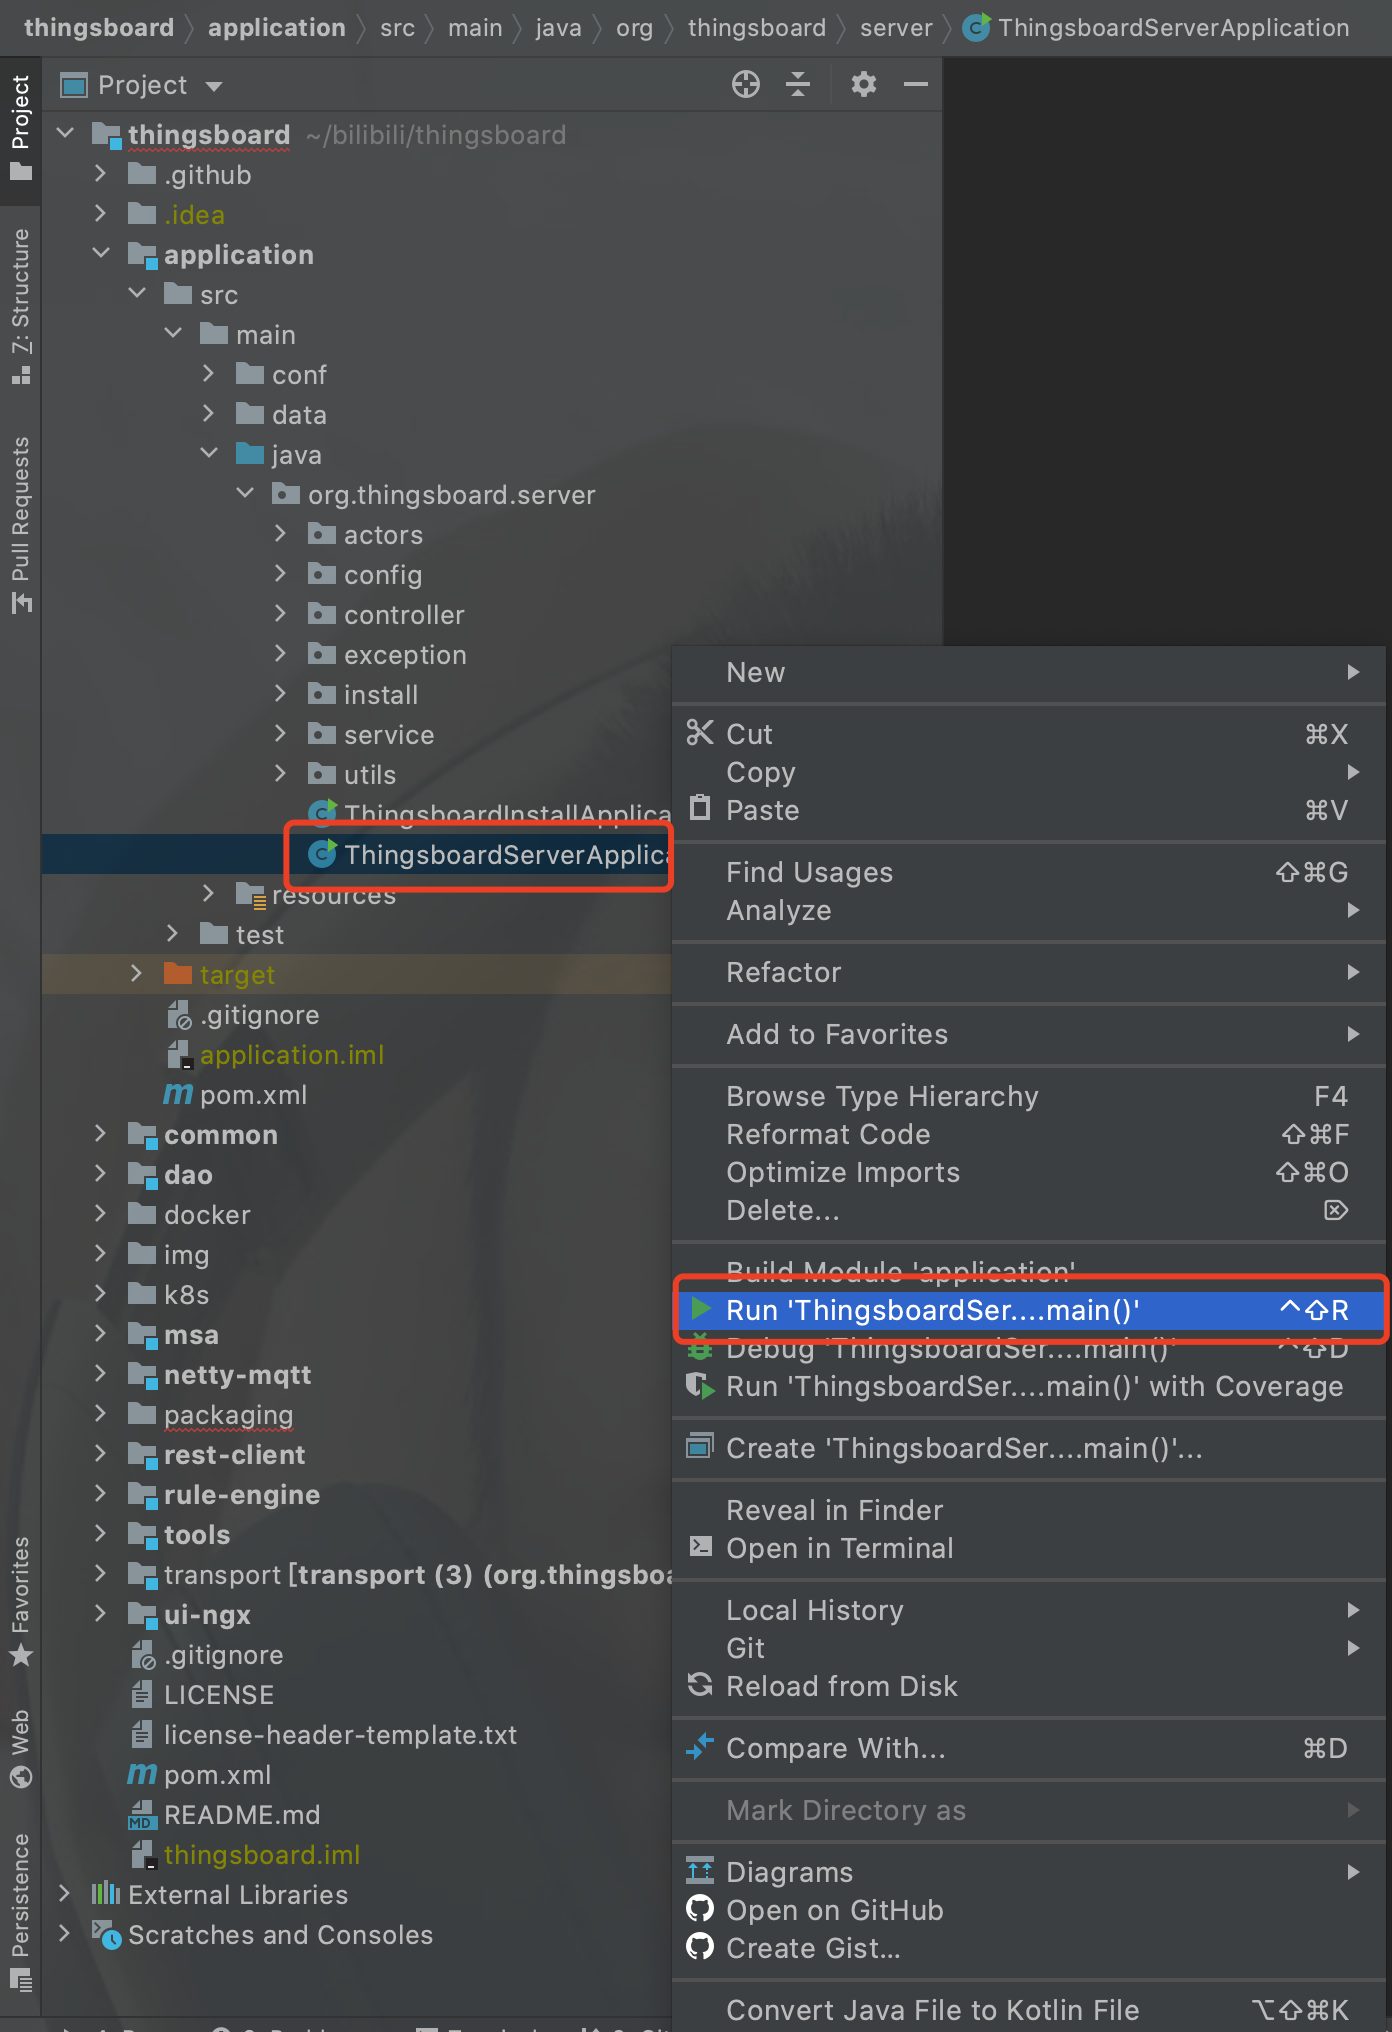 thingsboard application src main java org thingsboard server ThingsboardServerApplication
Project
Project
Z: Structure
Pull Requests
Favorites
Web
Persistence
thingsboard ~/bilibili/thingsboard
.github
.idea
application
src
main
conf
data
java
org.thingsboard.server
actors
config
controller
exception
install
service
utils
ThingsboardInstallApplica
ThingsboardServerApplica
resources
test
target
.gitignore
application.iml
pom.xml
common
dao
docker
img
k8s
msa
netty-mqtt
packaging
rest-client
rule-engine
tools
transport [transport (3) (org.thingsboa
ui-ngx
.gitignore
LICENSE
license-header-template.txt
pom.xml
README.md
thingsboard.iml
External Libraries
Scratches and Consoles
New
Cut ⌘X
Copy
Paste ⌘V
Find Usages ⇧⌘G
Analyze
Refactor
Add to Favorites
Browse Type Hierarchy F4
Reformat Code ⇧⌘F
Optimize Imports ⇧⌘O
Delete... ⌦
Build Module 'application'
Run 'ThingsboardSer....main()' ^⇧R
Debug 'ThingsboardSer....main()' ^⇧D
Run 'ThingsboardSer....main()' with Coverage
Create 'ThingsboardSer....main()'...
Reveal in Finder
Open in Terminal
Local History
Git
Reload from Disk
Compare With... ⌘D
Mark Directory as
Diagrams
Open on GitHub
Create Gist...
Convert Java File to Kotlin File ⌥⇧⌘K